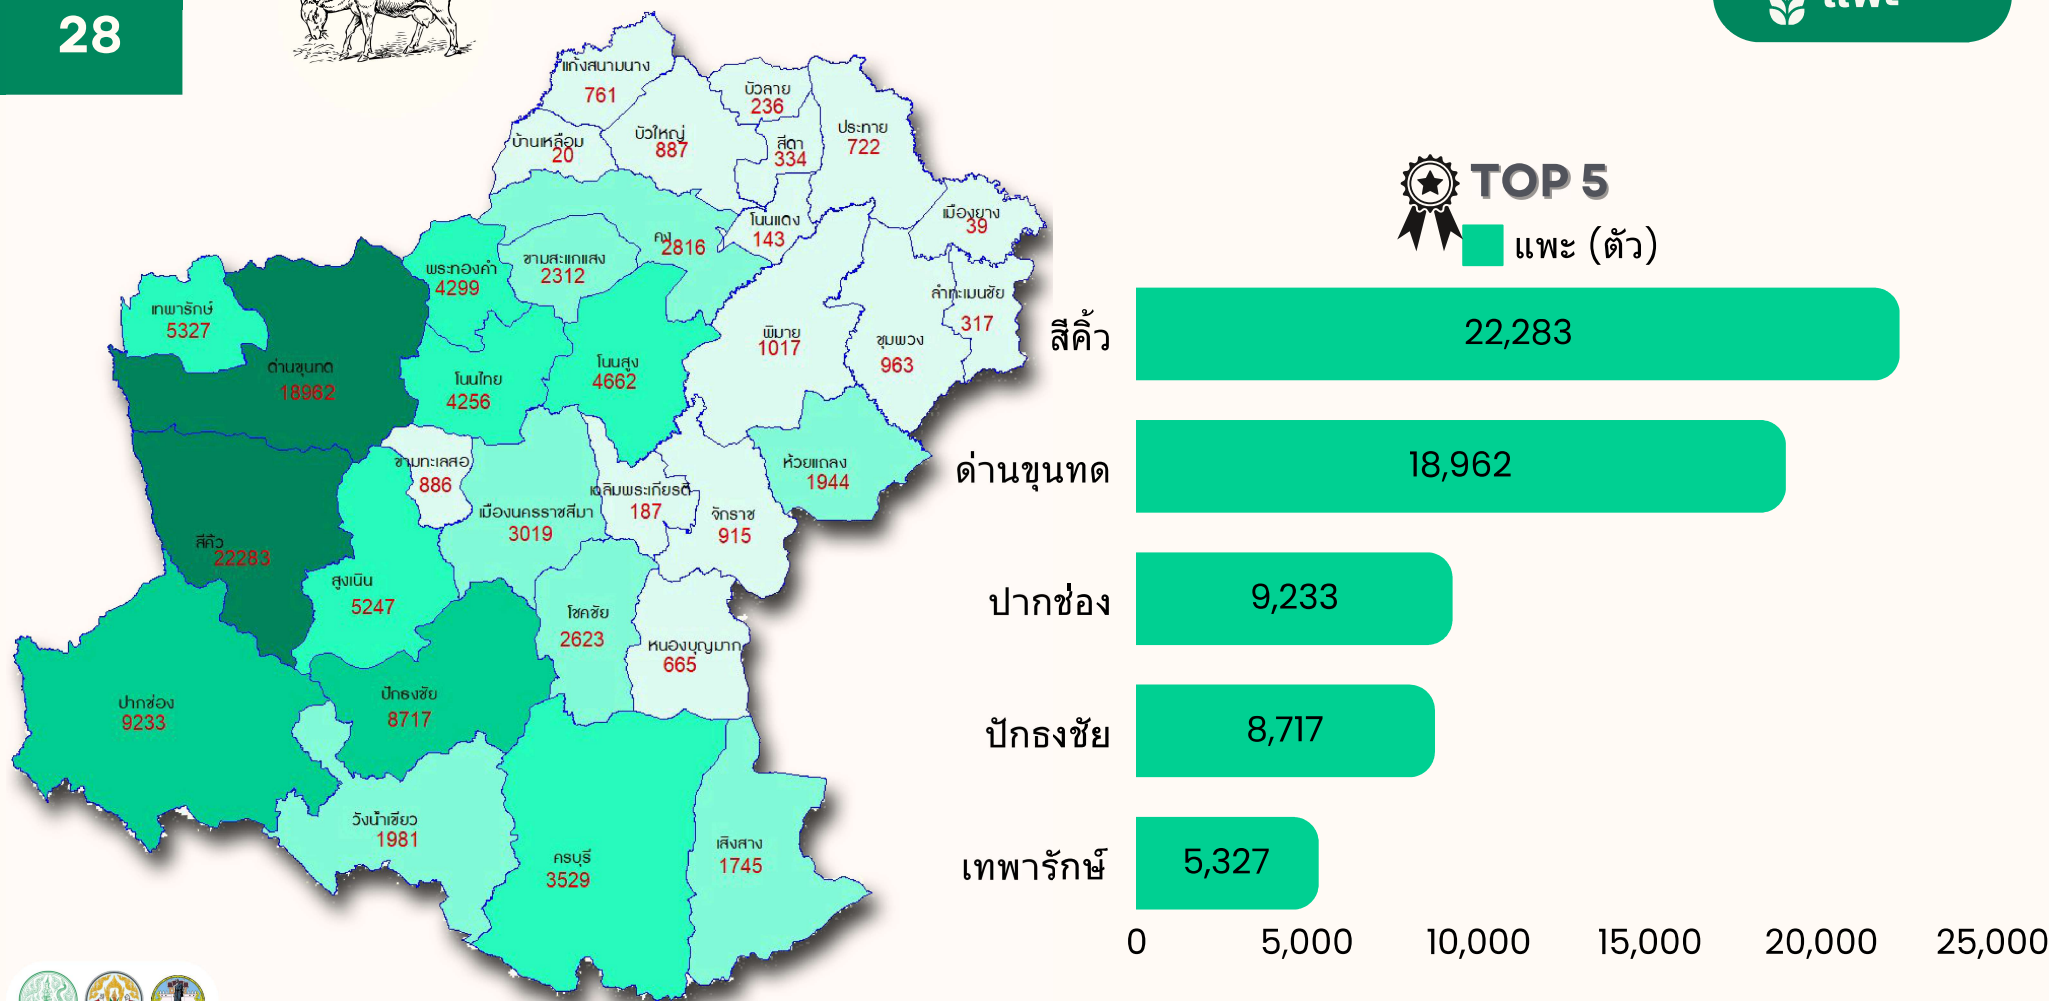 28
แพะ
แก้งสนามนาง
761
บัวลาย
236
บัวใหญ่
887
ประทาย
722
สีดา
334
บ้านเหลื่อม
20
เมืองยาง
39
โนนแดง
143
คง
2816
ขามสะแกแสง
2312
พระทองคำ
4299
ลำทะเมนชัย
317
เทพารักษ์
5327
พิมาย
1017
ชุมพวง
963
ด่านขุนทด
18962
โนนไทย
4256
โนนสูง
4662
ขามทะเลสอ
886
ห้วยแถลง
1944
เฉลิมพระเกียรติ
187
เมืองนครราชสีมา
3019
จักราช
915
สีคิ้ว
22283
สูงเนิน
5247
โชคชัย
2623
หนองบุญมาก
665
ปากช่อง
9233
ปักธงชัย
8717
วังน้ำเขียว
1981
ครบุรี
3529
เสิงสาง
1745
TOP 5
แพะ (ตัว)
สีคิ้ว 22,283
ด่านขุนทด 18,962
ปากช่อง 9,233
ปักธงชัย 8,717
เทพารักษ์ 5,327
0 5,000 10,000 15,000 20,000 25,000